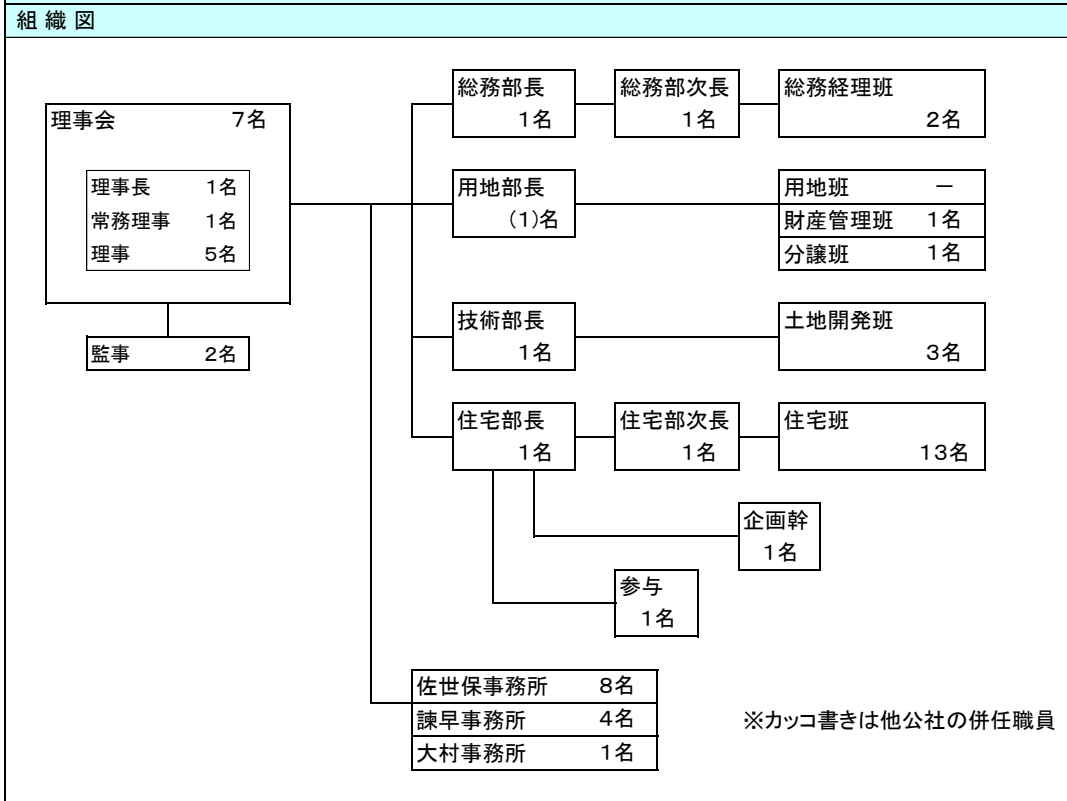 組 織 図
理事会 7名
理事長 1名
常務理事 1名
理事 5名
監事 2名
総務部長
1名
総務部次長
1名
総務経理班
2名
用地部長
(1)名
用地班 －
財産管理班 1名
分譲班 1名
技術部長
1名
土地開発班
3名
住宅部長
1名
住宅部次長
1名
住宅班
13名
企画幹
1名
参与
1名
佐世保事務所 8名
諫早事務所 4名
大村事務所 1名
※カッコ書きは他公社の併任職員